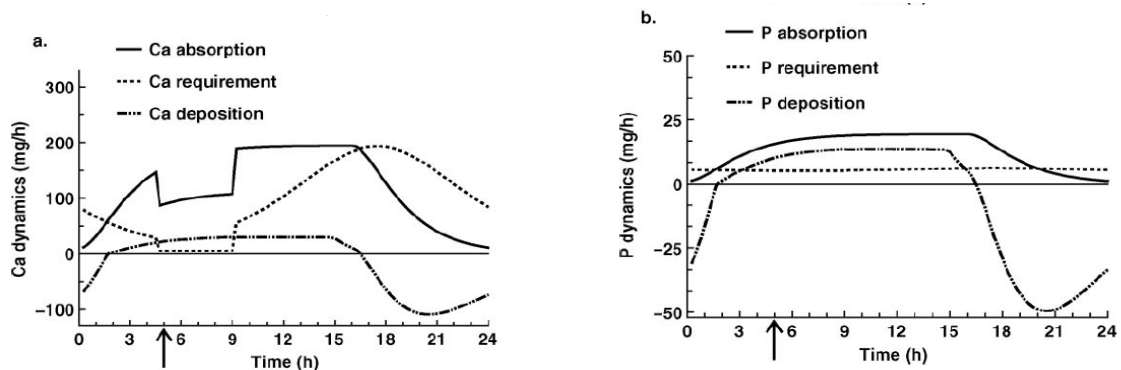 a.
Ca absorption
Ca requirement
Ca deposition
300
200
100
0
−100
Ca dynamics (mg/h)
0 3 6 9 12 15 18 21 24
Time (h)
b.
P absorption
P requirement
P deposition
50
25
0
−25
−50
P dynamics (mg/h)
0 3 6 9 12 15 18 21 24
Time (h)